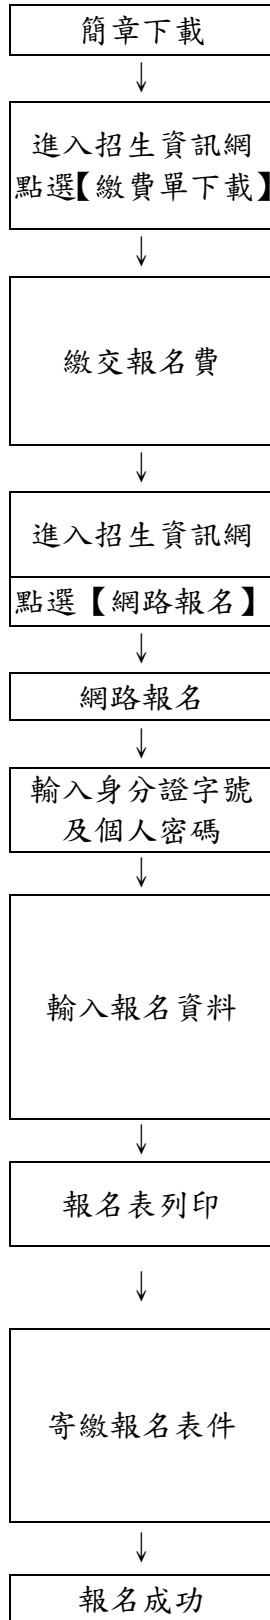 簡章下載
↓
進入招生資訊網
點選【繳費單下載】
↓
繳交報名費
↓
進入招生資訊網
點選【網路報名】
↓
網路報名
↓
輸入身分證字號
及個人密碼
↓
輸入報名資料
↓
報名表列印
↓
寄繳報名表件
↓
報名成功